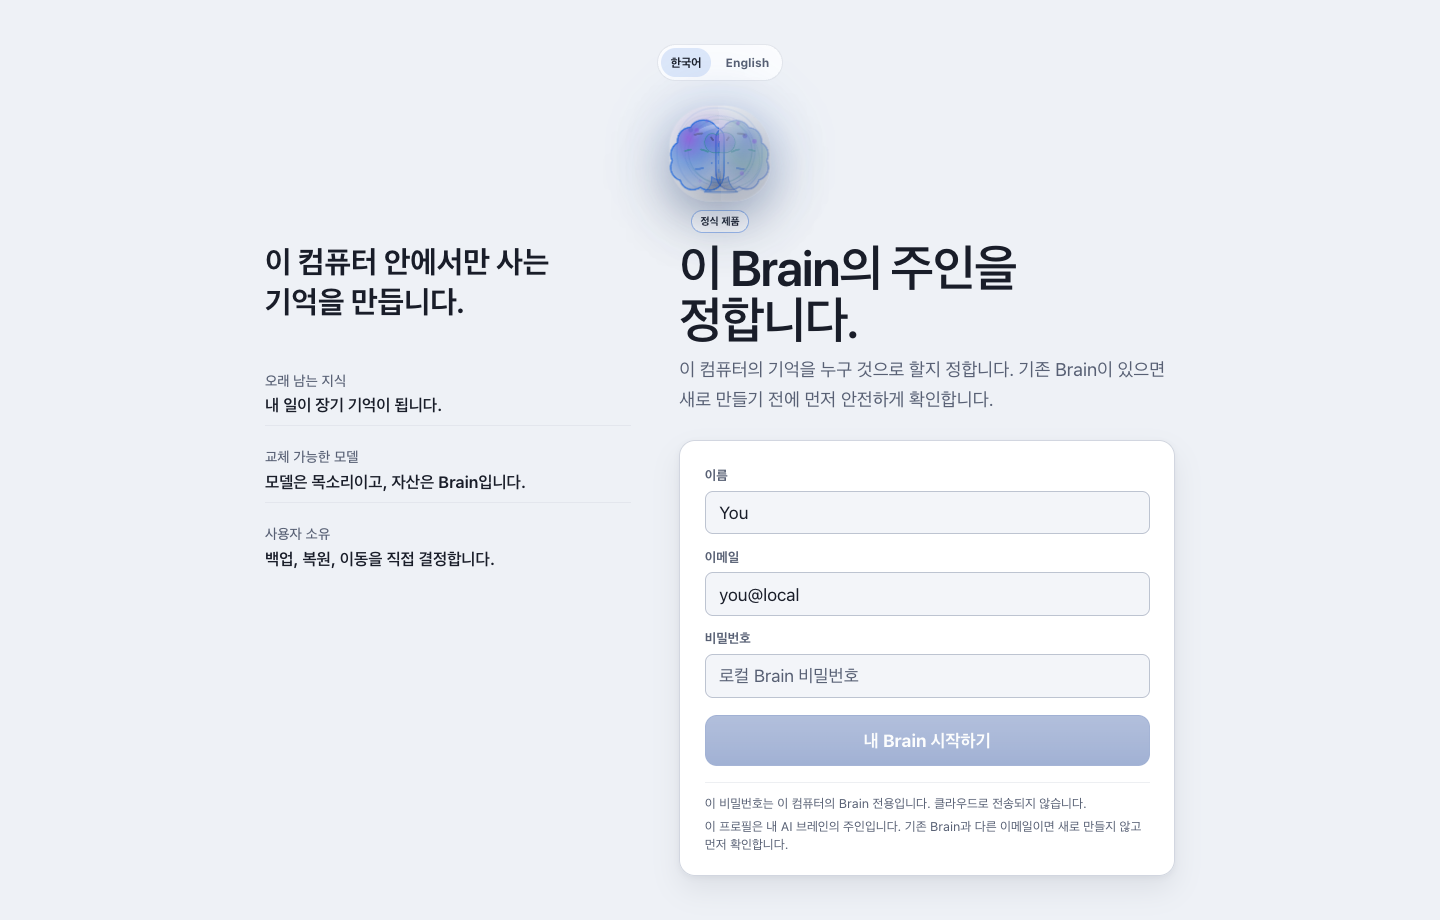 한국어
English
정식 제품
이 컴퓨터 안에서만 사는
기억을 만듭니다.
오래 남는 지식
내 일이 장기 기억이 됩니다.
교체 가능한 모델
모델은 목소리이고, 자산은 Brain입니다.
사용자 소유
백업, 복원, 이동을 직접 결정합니다.
이 Brain의 주인을
정합니다.
이 컴퓨터의 기억을 누구 것으로 할지 정합니다. 기존 Brain이 있으면
새로 만들기 전에 먼저 안전하게 확인합니다.
이름
You
이메일
you@local
비밀번호
로컬 Brain 비밀번호
내 Brain 시작하기
이 비밀번호는 이 컴퓨터의 Brain 전용입니다. 클라우드로 전송되지 않습니다.
이 프로필은 내 AI 브레인의 주인입니다. 기존 Brain과 다른 이메일이면 새로 만들지 않고
먼저 확인합니다.